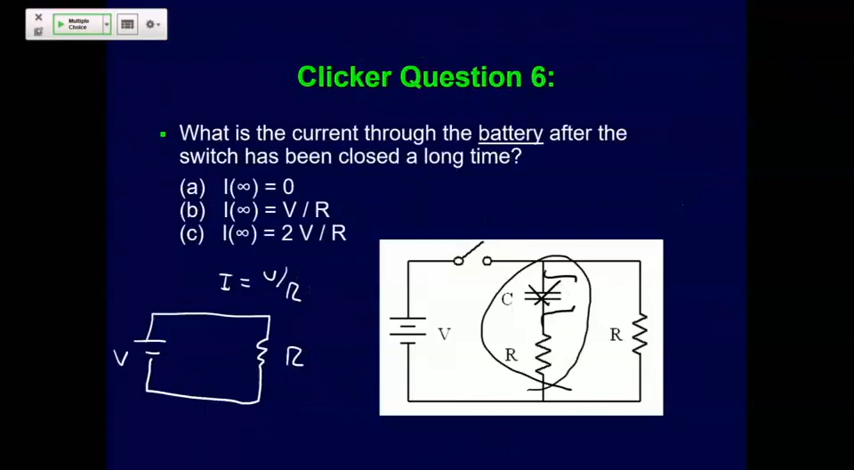 Multiple
Choice
Clicker Question 6:
What is the current through the battery after the
switch has been closed a long time?
(a) I(∞) = 0
(b) I(∞) = V / R
(c) I(∞) = 2 V / R
I = V/R
V
R
C
V
R
R